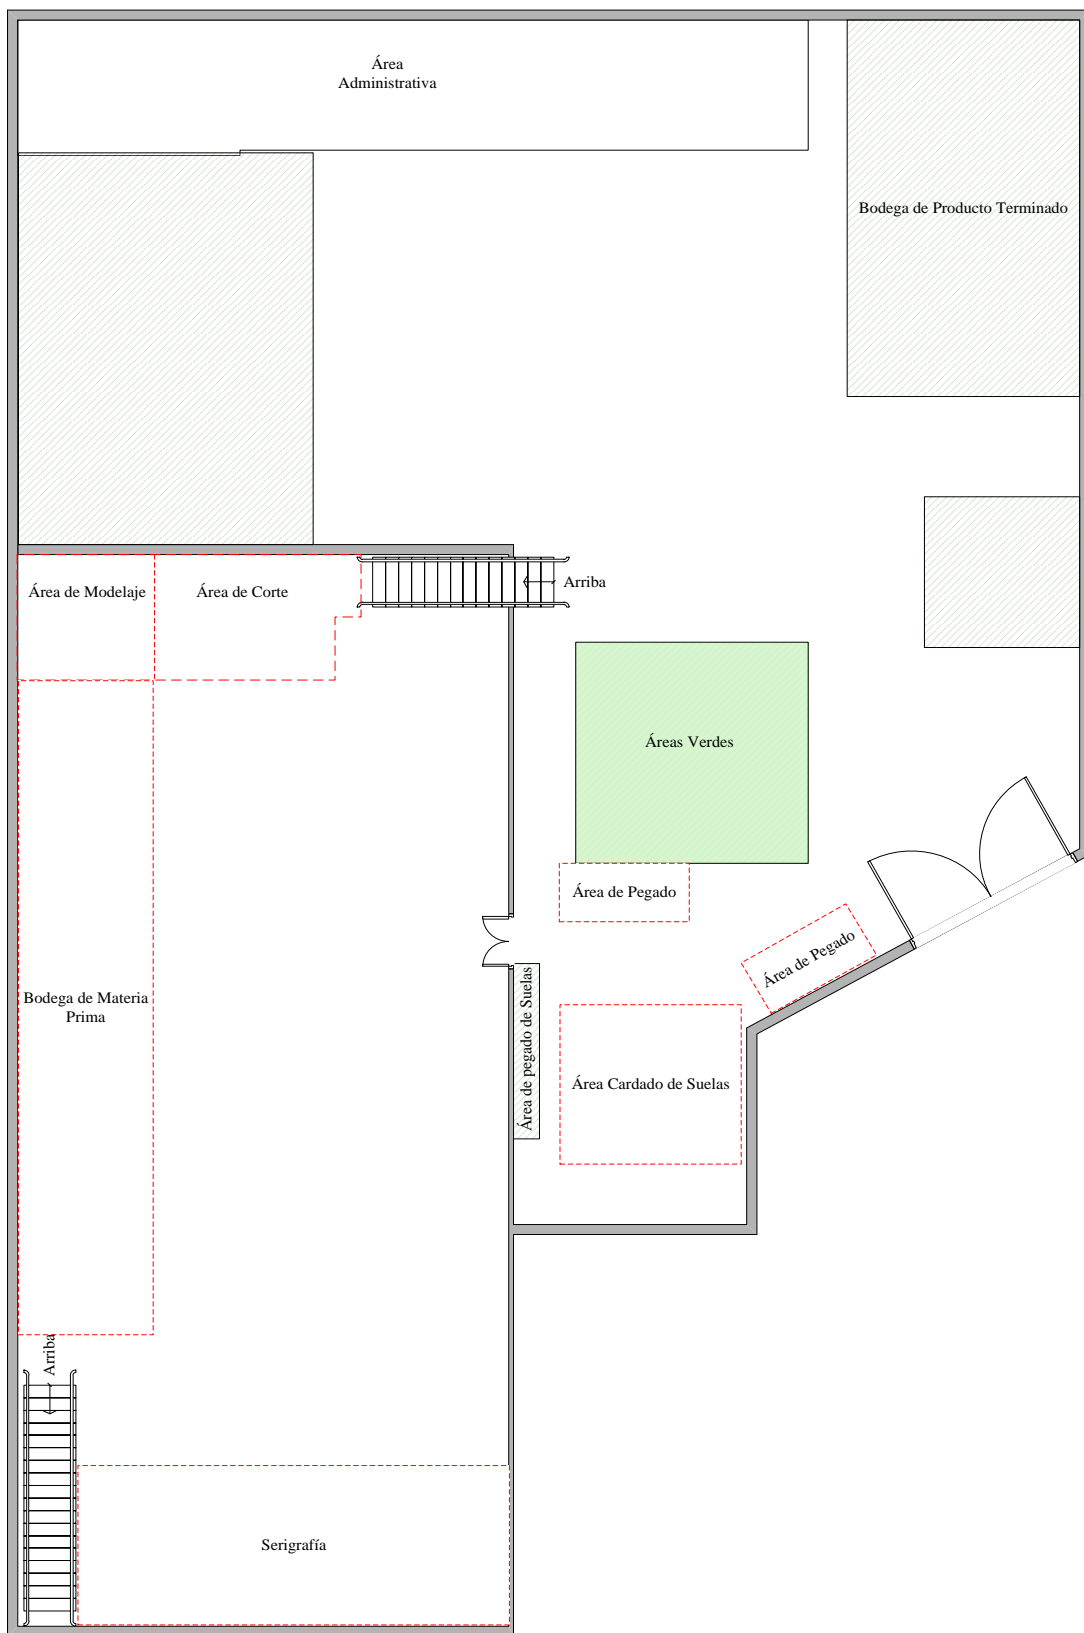 Área
Administrativa
Bodega de Producto Terminado
Arriba
Área de Modelaje
Área de Corte
Áreas Verdes
Área de Pegado
Área de Pegado
Bodega de Materia
Prima
Área de pegado de Suelas
Área Cardado de Suelas
Arriba
Serigrafía